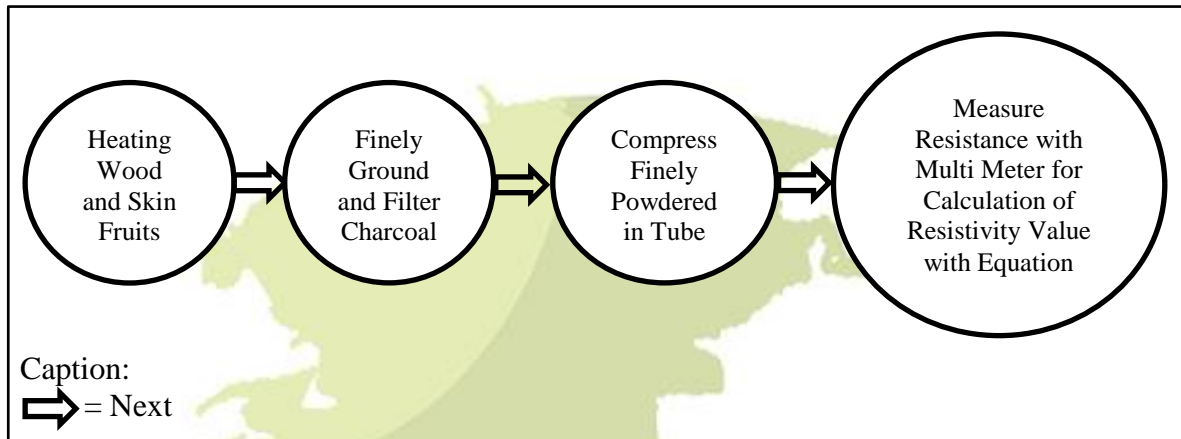 Heating
Wood
and Skin
Fruits
Finely
Ground
and Filter
Charcoal
Compress
Finely
Powdered
in Tube
Measure
Resistance with
Multi Meter for
Calculation of
Resistivity Value
with Equation
Caption:
= Next